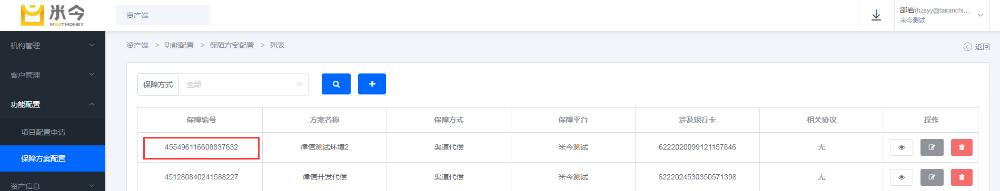 米今
MEETMONEY
资产端
邵岩(hzsyy@tairanchi...
米今测试
机构管理
客户管理
功能配置
项目配置申请
保障方案配置
资产信息
资产端 > 功能配置 > 保障方案配置 > 列表
返回
保障方式 全部
保障编号 方案名称 保障方式 保障平台 涉及银行卡 相关协议 操作
455496116608837632 律信测试环境2 渠道代偿 米今测试 6222020099121157846 无
451280840241588227 律信开发代偿 渠道代偿 米今测试 6222024530350571398 无